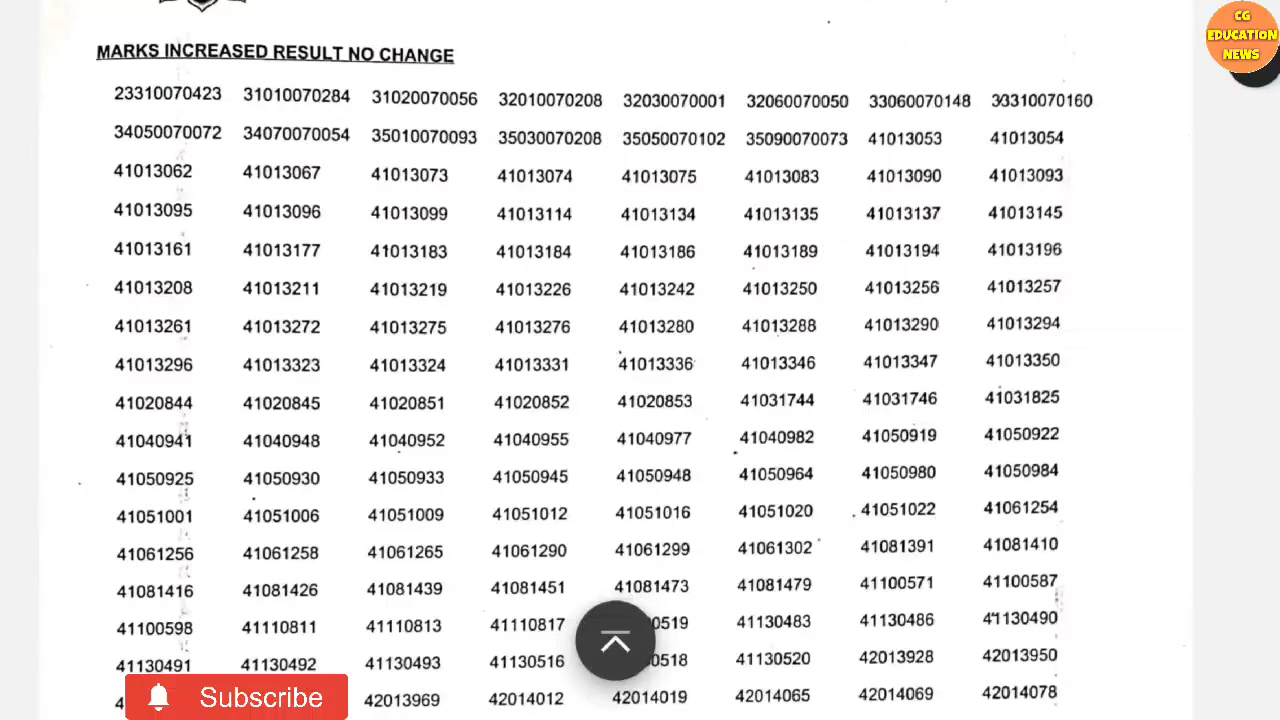 CG
EDUCATION
NEWS
MARKS INCREASED RESULT NO CHANGE
23310070423 31010070284 31020070056 32010070208 32030070001 32060070050 33060070148 33310070160
34050070072 34070070054 35010070093 35030070208 35050070102 35090070073 41013053 41013054
41013062 41013067 41013073 41013074 41013075 41013083 41013090 41013093
41013095 41013096 41013099 41013114 41013134 41013135 41013137 41013145
41013161 41013177 41013183 41013184 41013186 41013189 41013194 41013196
41013208 41013211 41013219 41013226 41013242 41013250 41013256 41013257
41013261 41013272 41013275 41013276 41013280 41013288 41013290 41013294
41013296 41013323 41013324 41013331 41013336 41013346 41013347 41013350
41020844 41020845 41020851 41020852 41020853 41031744 41031746 41031825
41040941 41040948 41040952 41040955 41040977 41040982 41050919 41050922
41050925 41050930 41050933 41050945 41050948 41050964 41050980 41050984
41051001 41051006 41051009 41051012 41051016 41051020 41051022 41061254
41061256 41061258 41061265 41061290 41061299 41061302 41081391 41081410
41081416 41081426 41081439 41081451 41081473 41081479 41100571 41100587
41100598 41110811 41110813 41110817 41130483 41130486 41130490
41130491 41130492 41130493 41130516 41130520 42013928 42013950
42013969 42014012 42014019 42014065 42014069 42014078
Subscribe